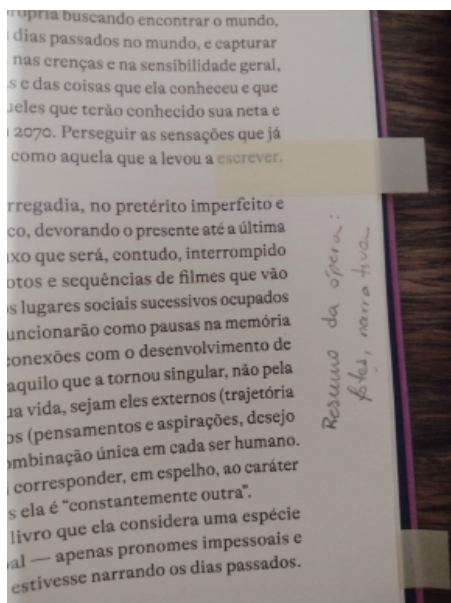 própria buscando encontrar o mundo,
dias passados no mundo, e capturar
nas crenças e na sensibilidade geral,
s e das coisas que ela conheceu e que
ueles que terão conhecido sua neta e
2070. Perseguir as sensações que já
como aquela que a levou a escrever.
rregadia, no pretérito imperfeito e
co, devorando o presente até a última
xo que será, contudo, interrompido
otos e sequências de filmes que vão
s lugares sociais sucessivos ocupados
uncionarão como pausas na memória
conexões com o desenvolvimento de
aquilo que a tornou singular, não pela
ua vida, sejam eles externos (trajetória
os (pensamentos e aspirações, desejo
ombinação única em cada ser humano.
corresponder, em espelho, ao caráter
s ela é “constantemente outra”.
livro que ela considera uma espécie
al — apenas pronomes impessoais e
estivesse narrando os dias passados.
Resumo da ópera:
fotos, narrativa